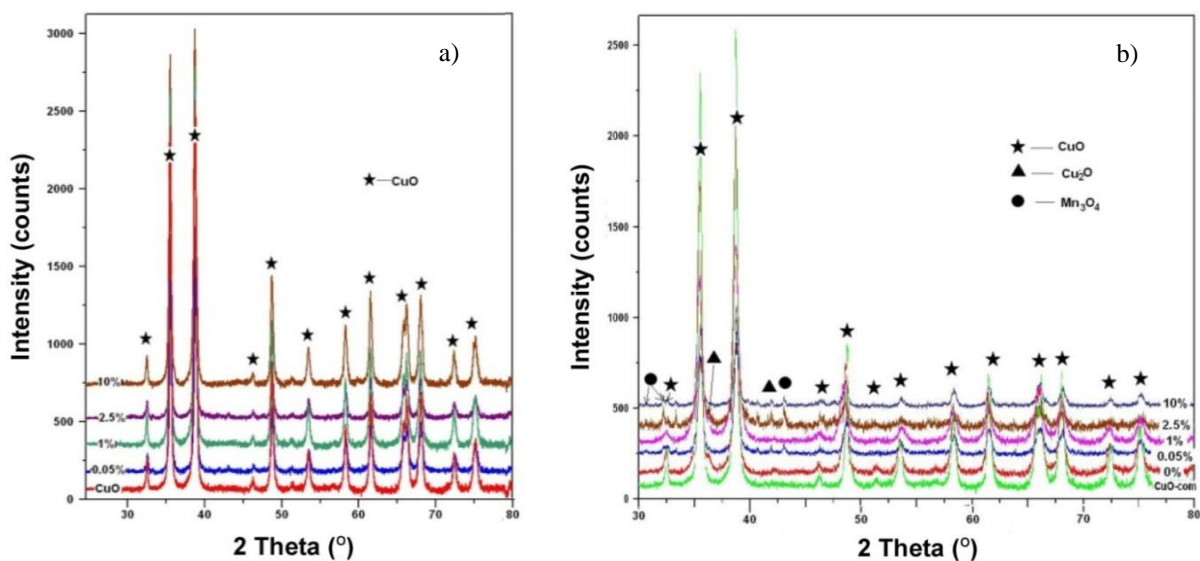 a)
3000
2500
2000
1500
1000
500
0
Intensity (counts)
★—CuO
10%
2.5%
1%
0.05%
CuO
30 40 50 60 70 80
2 Theta (°)
b)
2500
2000
1500
1000
500
0
Intensity (counts)
★ — CuO
▲ — Cu₂O
● — Mn₃O₄
10%
2.5%
1%
0.05%
0%
CuO-com
30 40 50 60 70 80
2 Theta (°)